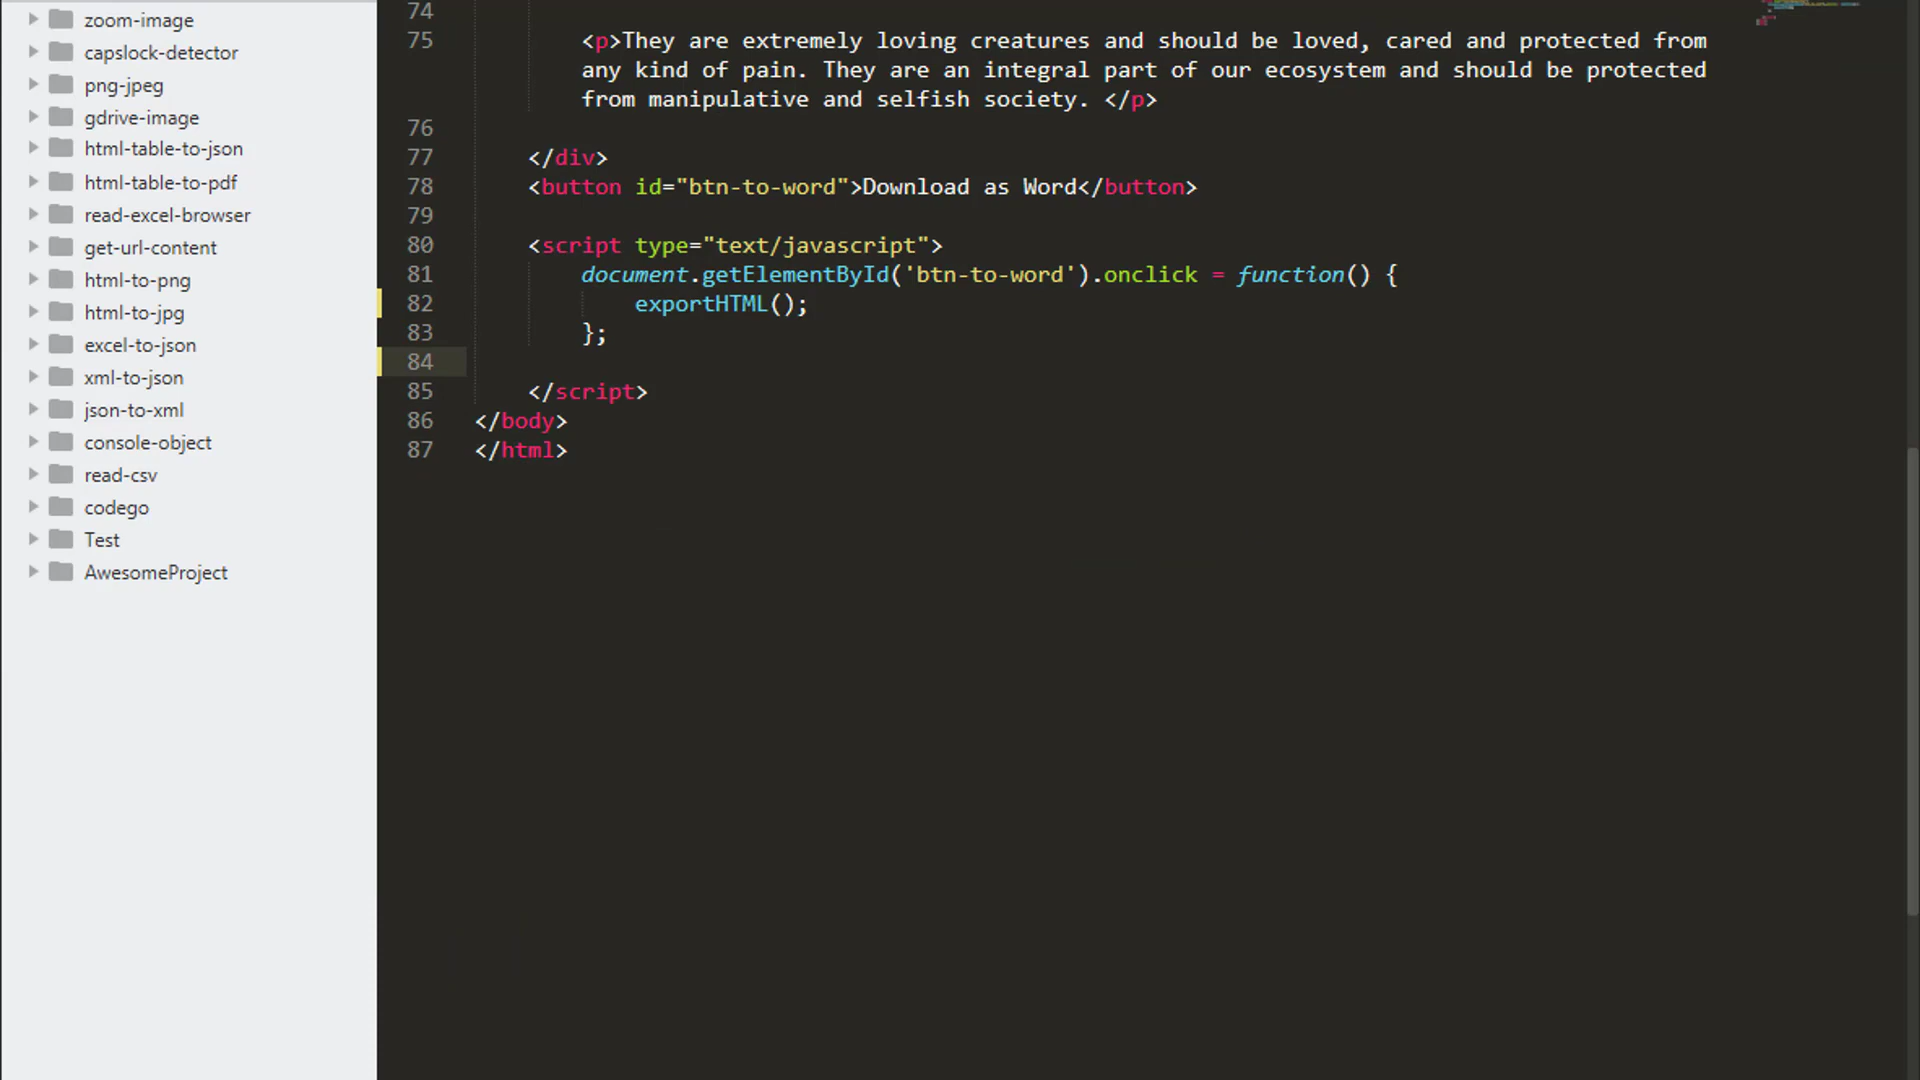 zoom-image
capslock-detector
png-jpeg
gdrive-image
html-table-to-json
html-table-to-pdf
read-excel-browser
get-url-content
html-to-png
html-to-jpg
excel-to-json
xml-to-json
json-to-xml
console-object
read-csv
codego
Test
AwesomeProject
74
75 <p>They are extremely loving creatures and should be loved, cared and protected from
any kind of pain. They are an integral part of our ecosystem and should be protected
from manipulative and selfish society. </p>
76
77 </div>
78 <button id="btn-to-word">Download as Word</button>
79
80 <script type="text/javascript">
81 document.getElementById('btn-to-word').onclick = function() {
82 exportHTML();
83 };
84
85 </script>
86 </body>
87 </html>